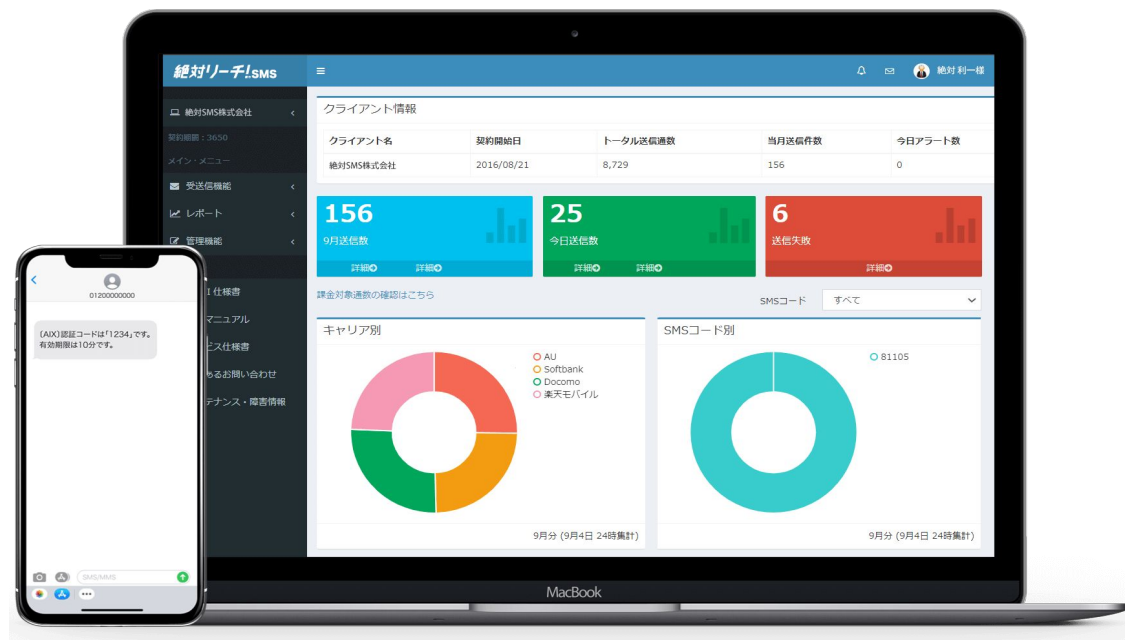 絶対リーチ!SMS
絶対 利一様
絶対SMS株式会社
契約期間 : 3650
メイン・メニュー
受送信機能
レポート
管理機能
I 仕様書
マニュアル
ビス仕様書
あるお問い合わせ
テナンス・障害情報
クライアント情報
クライアント名 契約開始日 トータル送信通数 当月送信件数 今日アラート数
絶対SMS株式会社 2016/08/21 8,729 156 0
156
9月送信数
詳細 詳細
25
今日送信数
詳細 詳細
6
送信失敗
詳細
課金対象通数の確認はこちら
SMSコード すべて
キャリア別
AU
Softbank
Docomo
楽天モバイル
9月分 (9月4日 24時集計)
SMSコード別
81105
9月分 (9月4日 24時集計)
MacBook
01200000000
(AIX)認証コードは「1234」です。
有効期限は10分です。
SMS/MMS